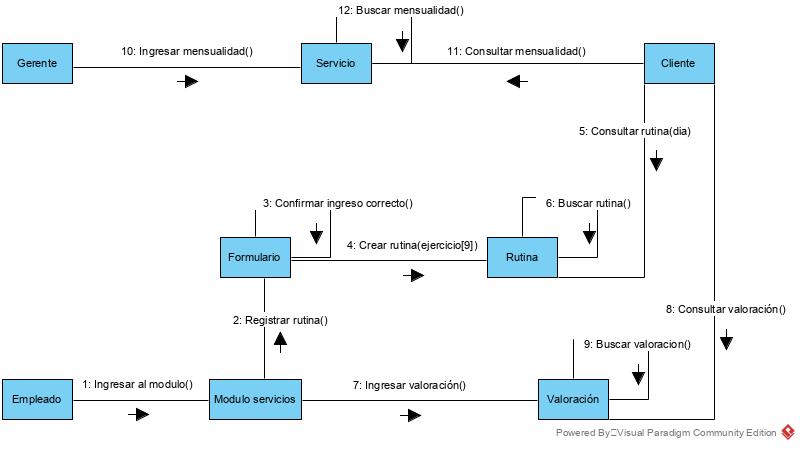 12: Buscar mensualidad()
10: Ingresar mensualidad()
11: Consultar mensualidad()
Gerente
Servicio
Cliente
5: Consultar rutina(dia)
3: Confirmar ingreso correcto()
6: Buscar rutina()
4: Crear rutina(ejercicio[9])
Formulario
Rutina
8: Consultar valoración()
2: Registrar rutina()
9: Buscar valoracion()
1: Ingresar al modulo()
7: Ingresar valoración()
Empleado
Modulo servicios
Valoración
Powered By Visual Paradigm Community Edition